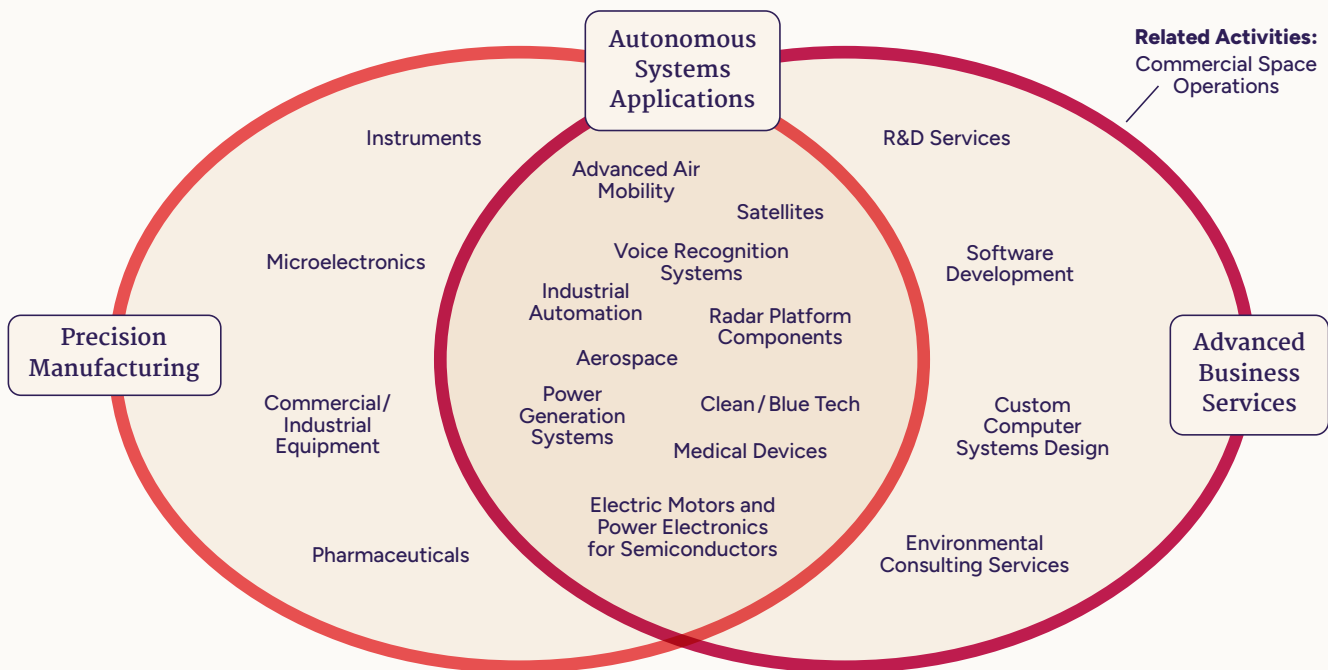 Autonomous
Systems
Applications
Related Activities:
Commercial Space
Operations
Precision
Manufacturing
Instruments
Microelectronics
Commercial/
Industrial
Equipment
Pharmaceuticals
Advanced Air
Mobility
Satellites
Voice Recognition
Systems
Industrial
Automation
Radar Platform
Components
Aerospace
Power
Generation
Systems
Clean/Blue Tech
Medical Devices
Electric Motors and
Power Electronics
for Semiconductors
R&D Services
Software
Development
Custom
Computer
Systems Design
Environmental
Consulting Services
Advanced
Business
Services